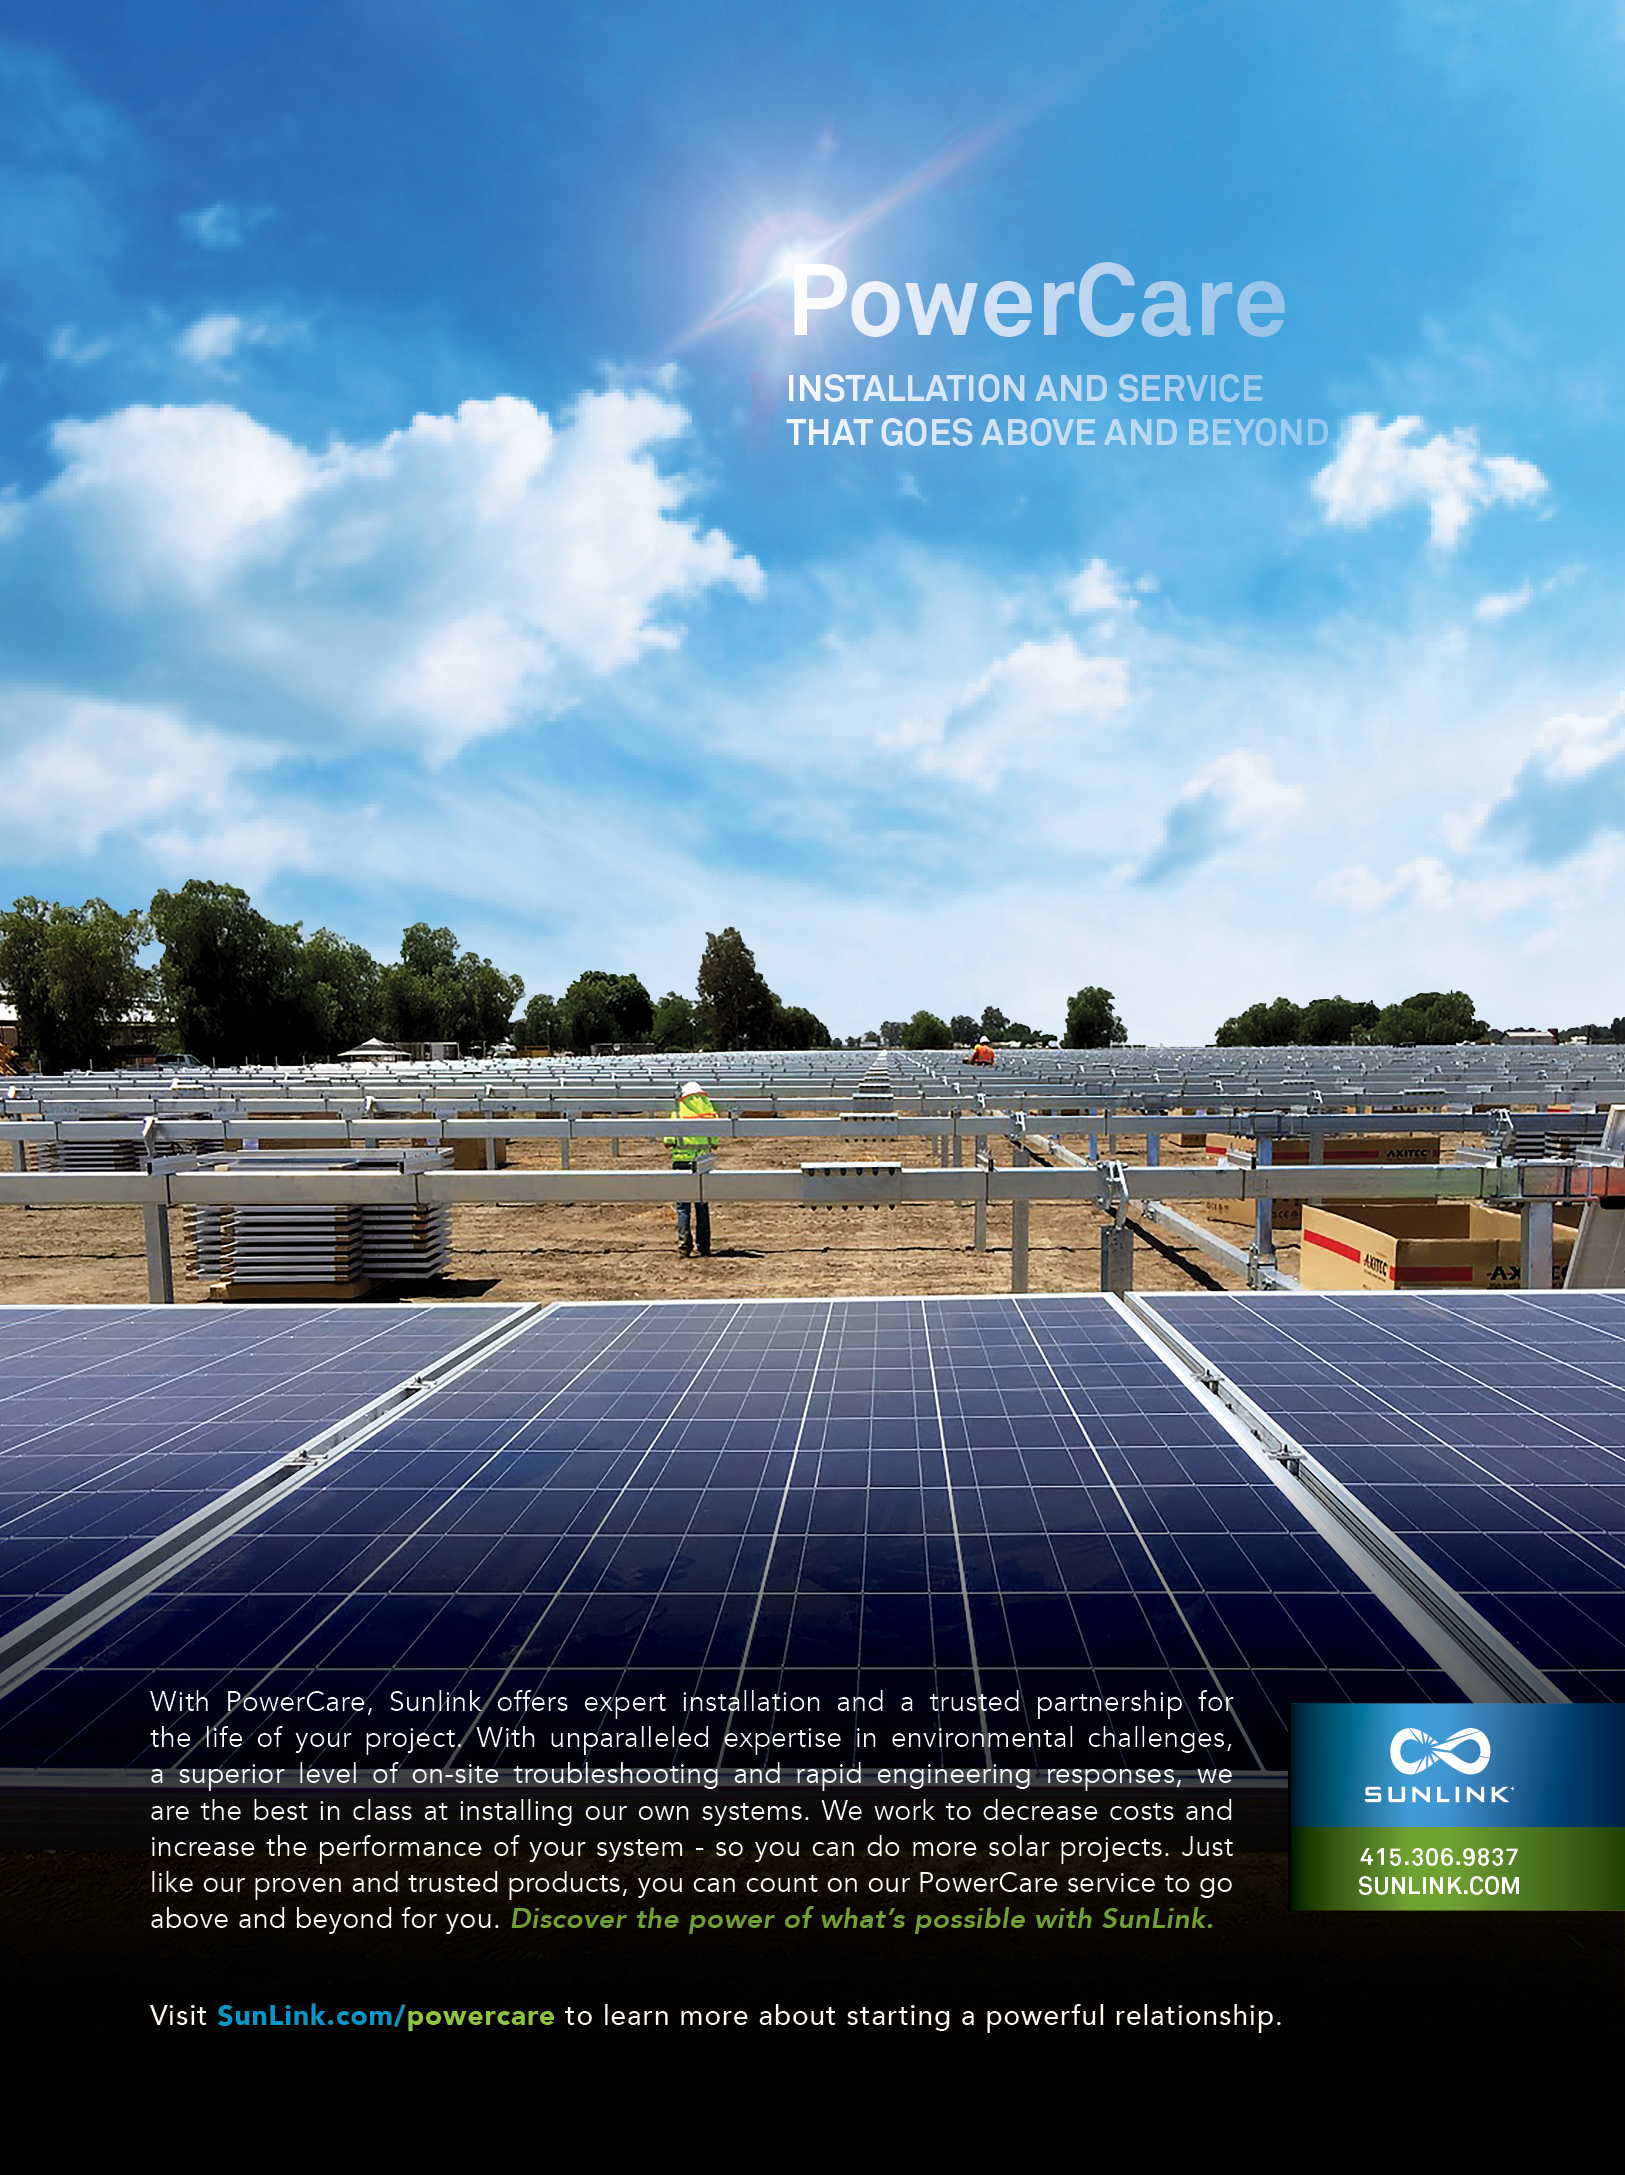 PowerCare
INSTALLATION AND SERVICE
THAT GOES ABOVE AND BEYOND
AXITEC
AXITEC
With PowerCare, Sunlink offers expert installation and a trusted partnership for
the life of your project. With unparalleled expertise in environmental challenges,
a superior level of on-site troubleshooting and rapid engineering responses, we
are the best in class at installing our own systems. We work to decrease costs and
increase the performance of your system - so you can do more solar projects. Just
like our proven and trusted products, you can count on our PowerCare service to go
above and beyond for you. Discover the power of what’s possible with SunLink.
SUNLINK
415.306.9837
SUNLINK.COM
Visit SunLink.com/powercare to learn more about starting a powerful relationship.